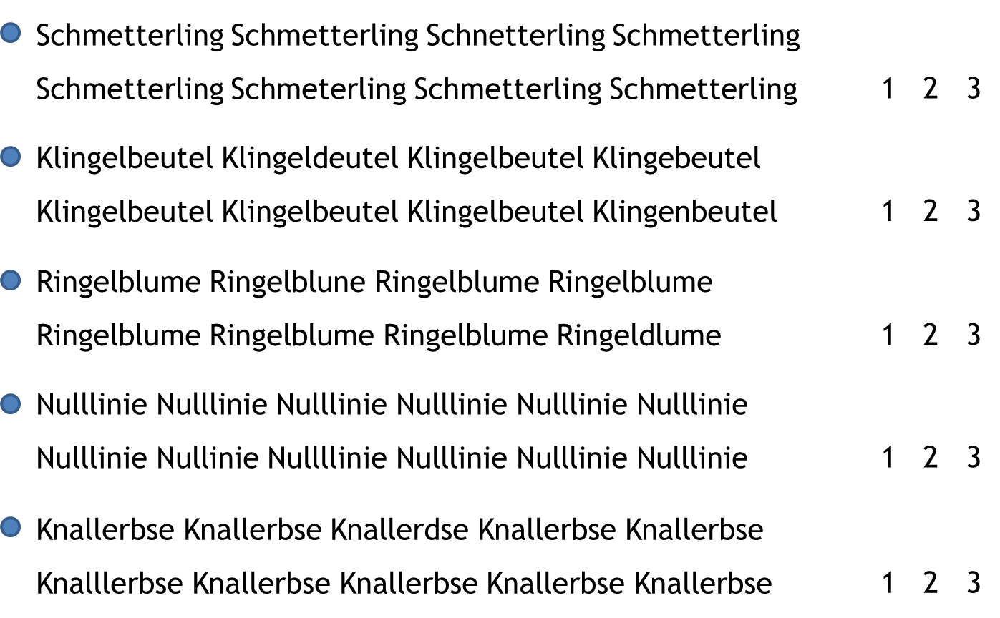 Schmetterling Schmetterling Schnetterling Schmetterling
Schmetterling Schmeterling Schmetterling Schmetterling 1 2 3
Klingelbeutel Klingeldeutel Klingelbeutel Klingebeutel
Klingelbeutel Klingelbeutel Klingelbeutel Klingenbeutel 1 2 3
Ringelblume Ringelblune Ringelblume Ringelblume
Ringelblume Ringelblume Ringelblume Ringeldlume 1 2 3
Nulllinie Nulllinie Nulllinie Nulllinie Nulllinie Nulllinie
Nulllinie Nullinie Nullllinie Nulllinie Nulllinie Nulllinie 1 2 3
Knallerbse Knallerbse Knallerdse Knallerbse Knallerbse
Knalllerbse Knallerbse Knallerbse Knallerbse Knallerbse 1 2 3